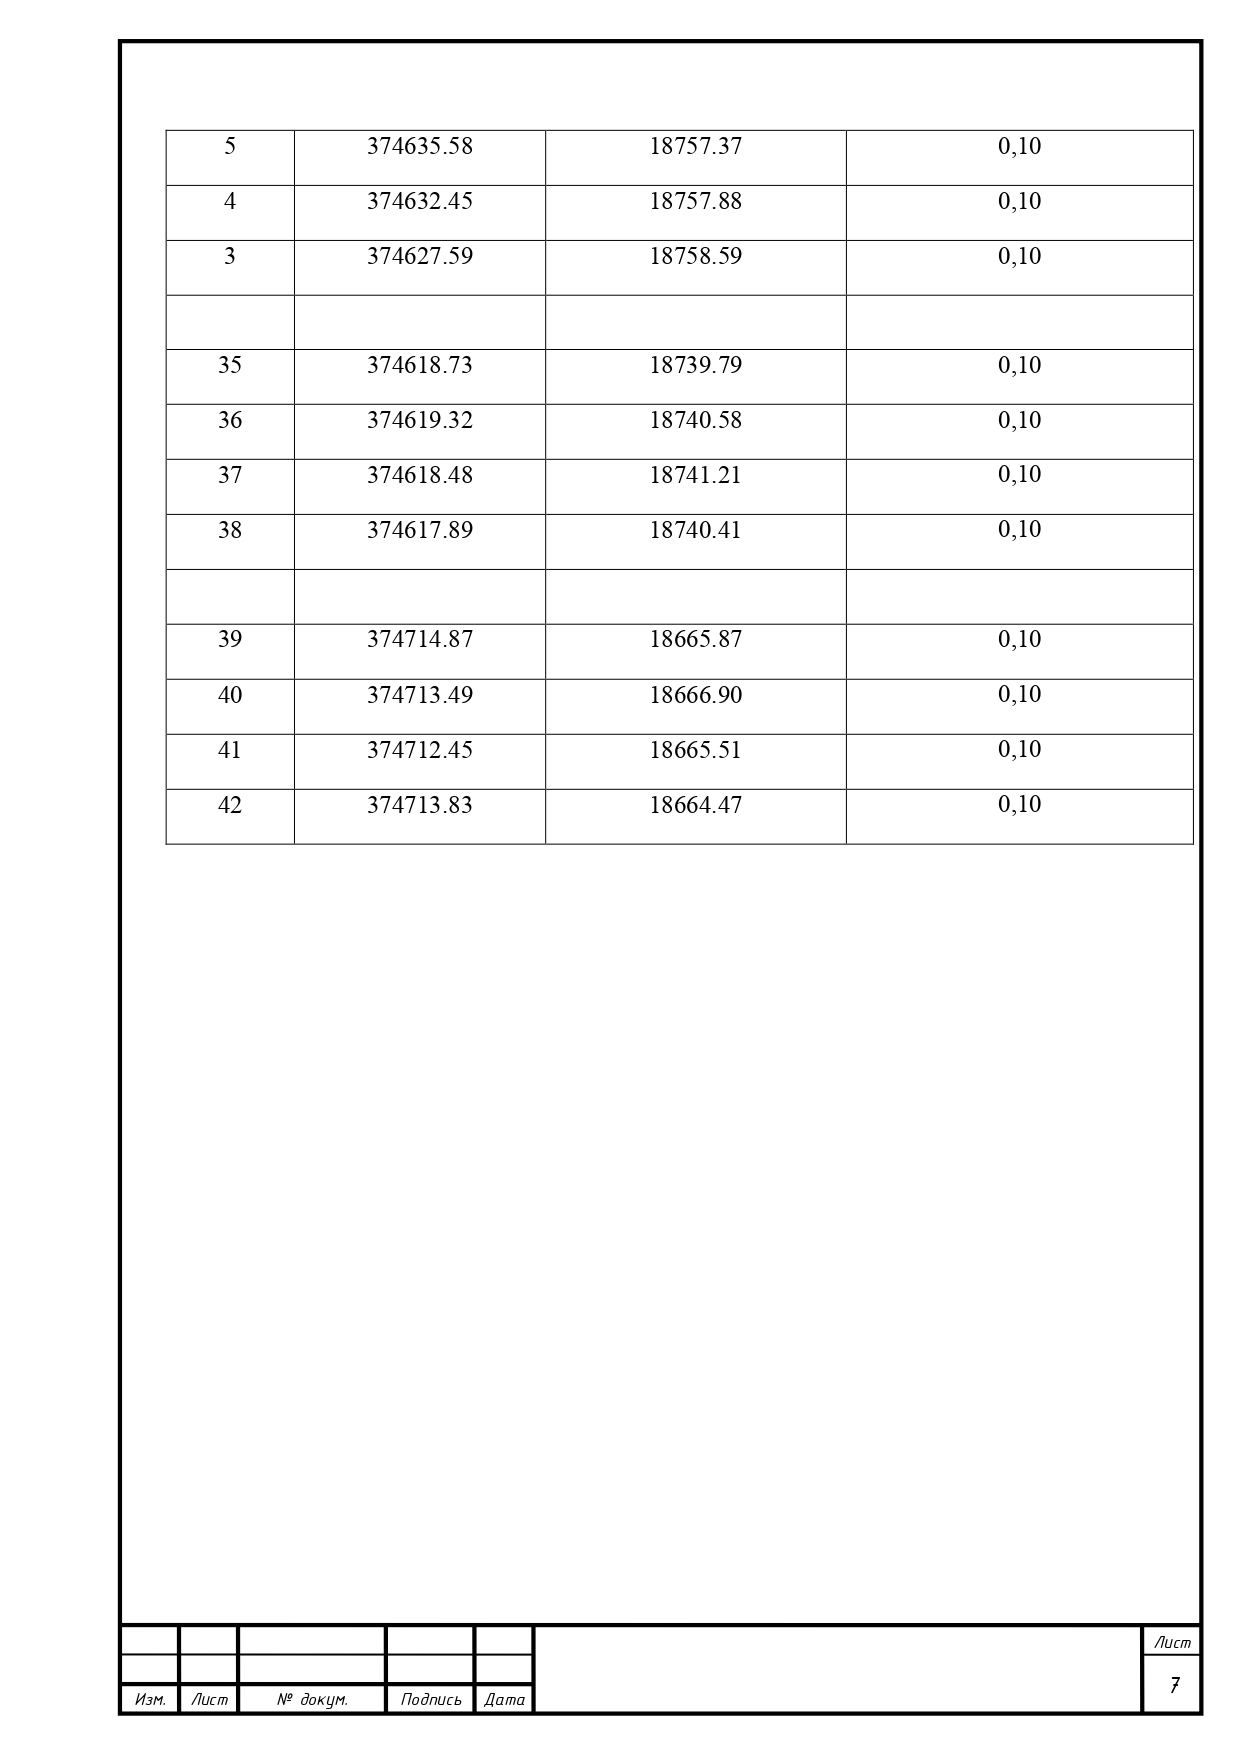 5 374635.58 18757.37 0,10
4 374632.45 18757.88 0,10
3 374627.59 18758.59 0,10
35 374618.73 18739.79 0,10
36 374619.32 18740.58 0,10
37 374618.48 18741.21 0,10
38 374617.89 18740.41 0,10
39 374714.87 18665.87 0,10
40 374713.49 18666.90 0,10
41 374712.45 18665.51 0,10
42 374713.83 18664.47 0,10
Лист
7
Изм. Лист № докум. Подпись Дата